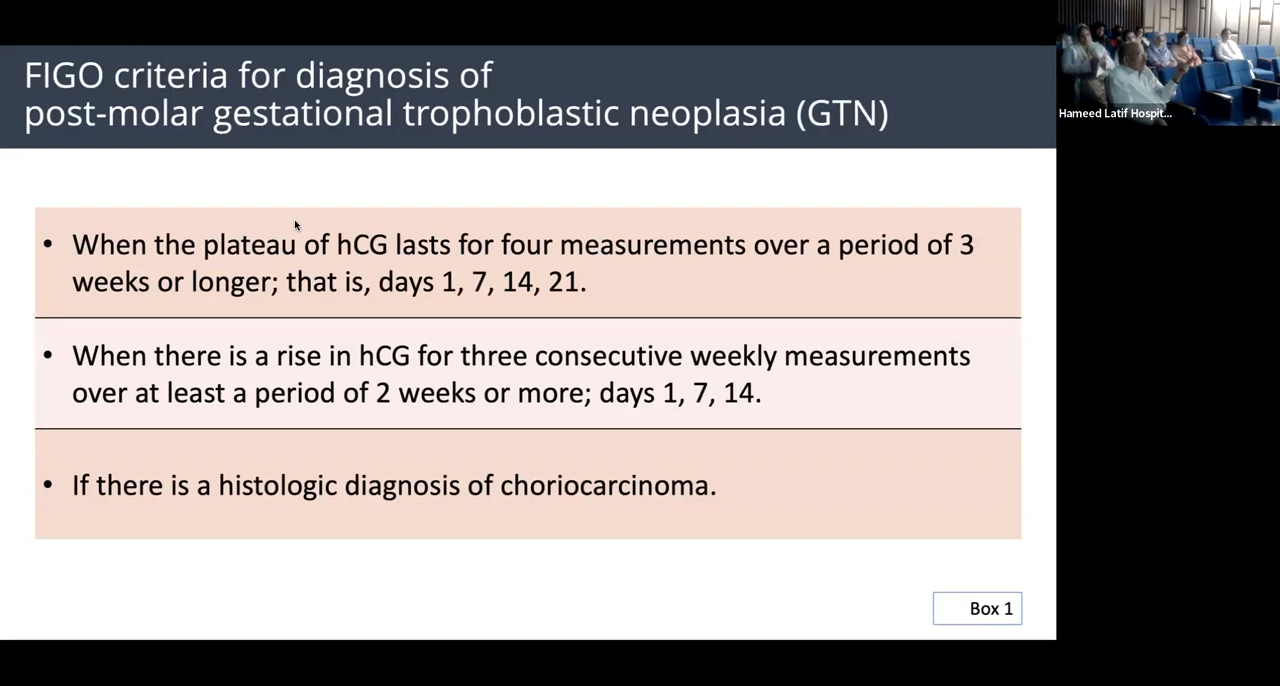 FIGO criteria for diagnosis of
post-molar gestational trophoblastic neoplasia (GTN)
• When the plateau of hCG lasts for four measurements over a period of 3
weeks or longer; that is, days 1, 7, 14, 21.
• When there is a rise in hCG for three consecutive weekly measurements
over at least a period of 2 weeks or more; days 1, 7, 14.
• If there is a histologic diagnosis of choriocarcinoma.
Box 1
Hameed Latif Hospit...